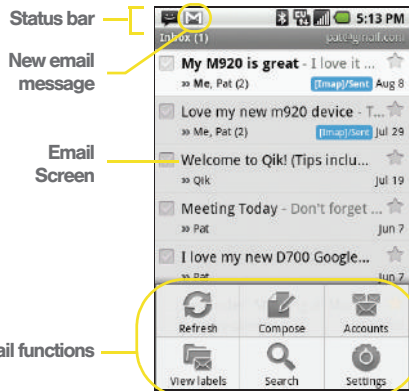 Status bar
5:13 PM
Inbox (1)
New email
message
My M920 is great - I love it ...
» Me, Pat (2) [Imap]/Sent Aug 8
Love my new m920 device - T...
» Me, Pat (2) [Imap]/Sent Jul 29
Email
Screen
Welcome to Qik! (Tips inclu...
» Qik Jul 19
Meeting Today - Don't forget ...
» Pat Jun 7
I love my new D700 Google...
» Pat Jun 7
Refresh Compose Accounts
ail functions
View labels Search Settings